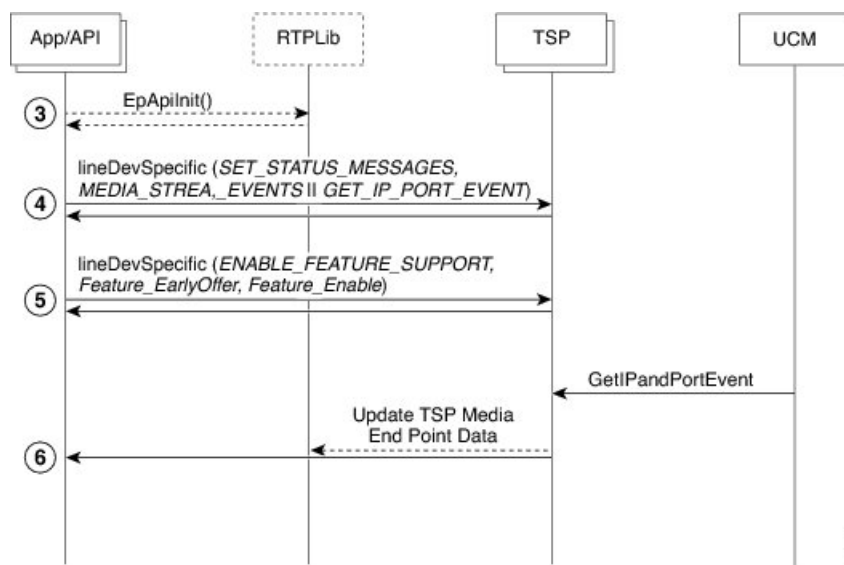 App/API
RTPLib
TSP
UCM
3
EpApiInit()
lineDevSpecific (SET_STATUS_MESSAGES,
MEDIA_STREA,_EVENTS || GET_IP_PORT_EVENT)
4
lineDevSpecific (ENABLE_FEATURE_SUPPORT,
Feature_EarlyOffer, Feature_Enable)
5
GetIPandPortEvent
Update TSP Media
End Point Data
6